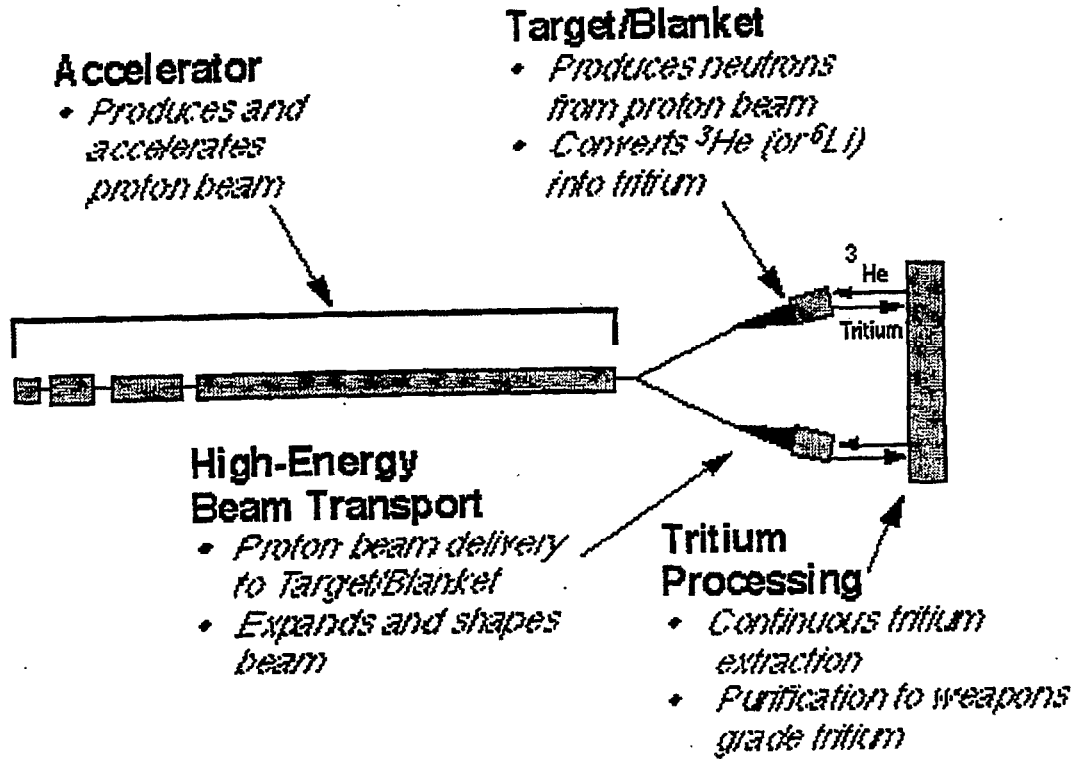 Accelerator
• Produces and
accelerates
proton beam
Target/Blanket
• Produces neutrons
from proton beam
• Converts ³He (or ⁶Li)
into tritium
³He
Tritium
High-Energy
Beam Transport
• Proton beam delivery
to Target/Blanket
• Expands and shapes
beam
Tritium
Processing
• Continuous tritium
extraction
• Purification to weapons
grade tritium